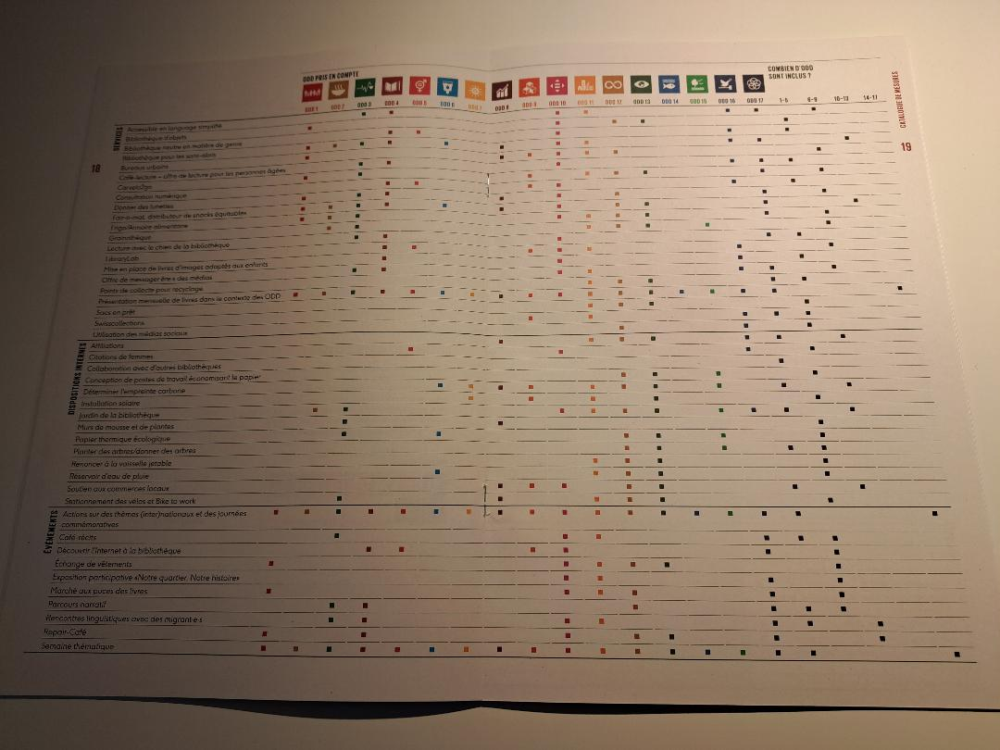 ODD PRIS EN COMPTE
COMBIEN D'ODD
SONT INCLUS ?
ODD 1 ODD 2 ODD 3 ODD 4 ODD 5 ODD 6 ODD 7 ODD 8 ODD 9 ODD 10 ODD 11 ODD 12 ODD 13 ODD 14 ODD 15 ODD 16 ODD 17 1–5 6–9 10–13 14–17
CATALOGUE DE MESURES
19
18
SERVICES
Accessible en langage simplifié
Bibliothèque d'objets
Bibliothèque neutre en matière de genre
Bibliothèque pour les sans-abris
Bureaux urbains
Café-lecture – offre de lecture pour les personnes âgées
Carvelo2go
Consultation numérique
Donner des lunettes
Fair-o-mat, distributeur de snacks équitables
Frigo/Armoire alimentaire
Grainothèque
Lecture avec le chien de la bibliothèque
LibraryLab
Mise en place de livres d'images adaptés aux enfants
Offre de messager·ère·s des médias
Points de collecte pour recyclage
Présentation mensuelle de livres dans le contexte des ODD
Sacs en prêt
Swisscollections
Utilisation des médias sociaux
DISPOSITIONS INTERNES
Affiliations
Citations de femmes
Collaboration avec d'autres bibliothèques
Conception de postes de travail économisant le papier
Déterminer l'empreinte carbone
Installation solaire
Jardin de la bibliothèque
Murs de mousse et de plantes
Papier thermique écologique
Planter des arbres/donner des arbres
Renoncer à la vaisselle jetable
Réservoir d'eau de pluie
Soutien aux commerces locaux
Stationnement des vélos et Bike to work
ÉVÉNEMENTS
Actions sur des thèmes (inter)nationaux et des journées
commémoratives
Café-récits
Découvrir l'Internet à la bibliothèque
Échange de vêtements
Exposition participative «Notre quartier. Notre histoire»
Marché aux puces des livres
Parcours narratif
Rencontres linguistiques avec des migrant·e·s
Repair-Café
Semaine thématique